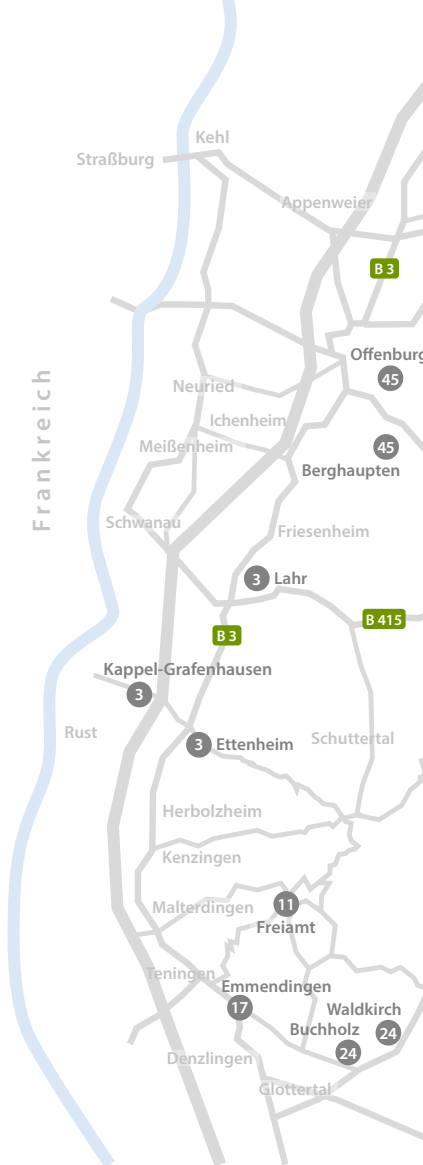 Kehl
Straßburg
Appenweier
B 3
Offenburg
45
Frankreich
Neuried
Ichenheim
Meißenheim
45
Berghaupten
Schwanau
Friesenheim
3 Lahr
B 415
B 3
Kappel-Grafenhausen
3
Rust
3 Ettenheim
Schuttertal
Herbolzheim
Kenzingen
Malterdingen
11
Freiamt
Teningen
Emmendingen
17
Waldkirch
Buchholz
24
24
Denzlingen
Glottertal